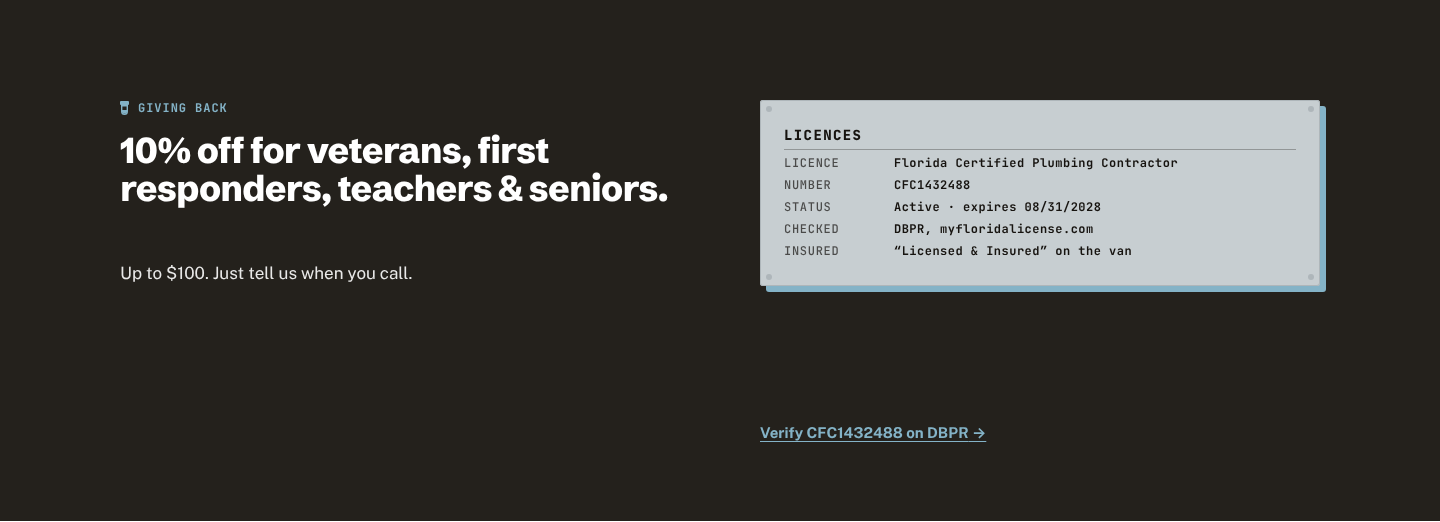 GIVING BACK
10% off for veterans, first
responders, teachers & seniors.
Up to $100. Just tell us when you call.
LICENCES
LICENCE Florida Certified Plumbing Contractor
NUMBER CFC1432488
STATUS Active · expires 08/31/2028
CHECKED DBPR, myfloridalicense.com
INSURED “Licensed & Insured” on the van
Verify CFC1432488 on DBPR →